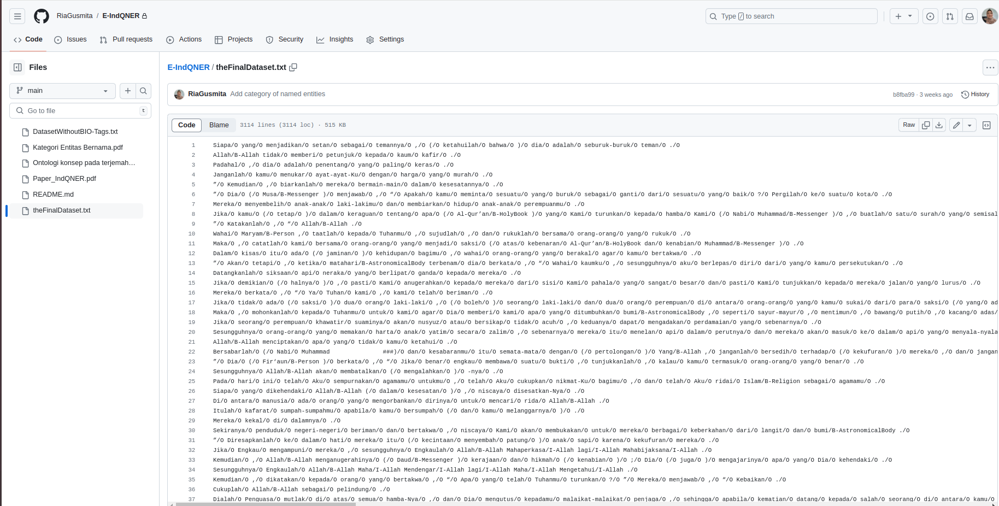 RiaGusmita / E-IndQNER
Type / to search
Code Issues Pull requests Actions Projects Security Insights Settings
Files
main
Go to file t
DatasetWithoutBIO-Tags.txt
Kategori Entitas Bernama.pdf
Ontologi konsep pada terjemah…
Paper_IndQNER.pdf
README.md
theFinalDataset.txt
E-IndQNER / theFinalDataset.txt
RiaGusmita Add category of named entities b8fba99 · 3 weeks ago History
Code Blame 3114 lines (3114 loc) · 515 KB Raw
1 Siapa/O yang/O menjadikan/O setan/O sebagai/O temannya/O ,/O (/O ketahuilah/O bahwa/O )/O dia/O adalah/O seburuk-buruk/O teman/O ./O
2 Allah/B-Allah tidak/O memberi/O petunjuk/O kepada/O kaum/O kafir/O ./O
3 Padahal/O ,/O dia/O adalah/O penentang/O yang/O paling/O keras/O ./O
4 Janganlah/O kamu/O menukar/O ayat-ayat-Ku/O dengan/O harga/O yang/O murah/O ./O
5 ”/O Kemudian/O ,/O biarkanlah/O mereka/O bermain-main/O dalam/O kesesatannya/O ./O
6 ”/O Dia/O (/O Musa/B-Messenger )/O menjawab/O ,/O “/O Apakah/O kamu/O meminta/O sesuatu/O yang/O buruk/O sebagai/O ganti/O dari/O sesuatu/O yang/O baik/O ?/O Pergilah/O ke/O suatu/O kota/O ./O
7 Mereka/O menyembelih/O anak-anak/O laki-lakimu/O dan/O membiarkan/O hidup/O anak-anak/O perempuanmu/O ./O
8 Jika/O kamu/O (/O tetap/O )/O dalam/O keraguan/O tentang/O apa/O (/O Al-Qur’an/B-HolyBook )/O yang/O Kami/O turunkan/O kepada/O hamba/O Kami/O (/O Nabi/O Muhammad/B-Messenger )/O ,/O buatlah/O satu/O surah/O yang/O semisal
9 ”/O Katakanlah/O ,/O “/O Allah/B-Allah ./O
10 Wahai/O Maryam/B-Person ,/O taatlah/O kepada/O Tuhanmu/O ,/O sujudlah/O ,/O dan/O rukuklah/O bersama/O orang-orang/O yang/O rukuk/O ./O
11 Maka/O ,/O catatlah/O kami/O bersama/O orang-orang/O yang/O menjadi/O saksi/O (/O atas/O kebenaran/O Al-Qur’an/B-HolyBook dan/O kenabian/O Muhammad/B-Messenger )/O ./O
12 Dalam/O kisas/O itu/O ada/O (/O jaminan/O )/O kehidupan/O bagimu/O ,/O wahai/O orang-orang/O yang/O berakal/O agar/O kamu/O bertakwa/O ./O
13 ”/O Akan/O tetapi/O ,/O ketika/O matahari/B-AstronomicalBody terbenam/O dia/O berkata/O ,/O “/O Wahai/O kaumku/O ,/O sesungguhnya/O aku/O berlepas/O diri/O dari/O yang/O kamu/O persekutukan/O ./O
14 Datangkanlah/O siksaan/O api/O neraka/O yang/O berlipat/O ganda/O kepada/O mereka/O ./O
15 Jika/O demikian/O (/O halnya/O )/O ,/O pasti/O Kami/O anugerahkan/O kepada/O mereka/O dari/O sisi/O Kami/O pahala/O yang/O sangat/O besar/O dan/O pasti/O Kami/O tunjukkan/O kepada/O mereka/O jalan/O yang/O lurus/O ./O
16 Mereka/O berkata/O ,/O “/O Ya/O Tuhan/O kami/O ,/O kami/O telah/O beriman/O ./O
17 Jika/O tidak/O ada/O (/O saksi/O )/O dua/O orang/O laki-laki/O ,/O (/O boleh/O )/O seorang/O laki-laki/O dan/O dua/O orang/O perempuan/O di/O antara/O orang-orang/O yang/O kamu/O sukai/O dari/O para/O saksi/O (/O yang/O ad
18 Maka/O ,/O mohonkanlah/O kepada/O Tuhanmu/O untuk/O kami/O agar/O Dia/O memberi/O kami/O apa/O yang/O ditumbuhkan/O bumi/B-AstronomicalBody ,/O seperti/O sayur-mayur/O ,/O mentimun/O ,/O bawang/O putih/O ,/O kacang/O adas/
19 Jika/O seorang/O perempuan/O khawatir/O suaminya/O akan/O nusyuz/O atau/O bersikap/O tidak/O acuh/O ,/O keduanya/O dapat/O mengadakan/O perdamaian/O yang/O sebenarnya/O ./O
20 Sesungguhnya/O orang-orang/O yang/O memakan/O harta/O anak/O yatim/O secara/O zalim/O ,/O sebenarnya/O mereka/O itu/O menelan/O api/O dalam/O perutnya/O dan/O mereka/O akan/O masuk/O ke/O dalam/O api/O yang/O menyala-nyala
21 Allah/B-Allah menciptakan/O apa/O yang/O tidak/O kamu/O ketahui/O ./O
22 Bersabarlah/O (/O Nabi/O Muhammad ###)/O dan/O kesabaranmu/O itu/O semata-mata/O dengan/O (/O pertolongan/O )/O Yang/B-Allah ,/O janganlah/O bersedih/O terhadap/O (/O kekufuran/O )/O mereka/O ,/O dan/O jangan
23 ”/O Dia/O (/O Fir‘aun/B-Person )/O berkata/O ,/O “/O Jika/O benar/O engkau/O membawa/O suatu/O bukti/O ,/O tunjukkanlah/O ,/O kalau/O kamu/O termasuk/O orang-orang/O yang/O benar/O ./O
24 Sesungguhnya/O Allah/B-Allah akan/O membatalkan/O (/O mengalahkan/O )/O -nya/O ./O
25 Pada/O hari/O ini/O telah/O Aku/O sempurnakan/O agamamu/O untukmu/O ,/O telah/O Aku/O cukupkan/O nikmat-Ku/O bagimu/O ,/O dan/O telah/O Aku/O ridai/O Islam/B-Religion sebagai/O agamamu/O ./O
26 Siapa/O yang/O dikehendaki/O Allah/B-Allah (/O dalam/O kesesatan/O )/O ,/O niscaya/O disesatkan-Nya/O ./O
27 Di/O antara/O manusia/O ada/O orang/O yang/O mengorbankan/O dirinya/O untuk/O mencari/O rida/O Allah/B-Allah ./O
28 Itulah/O kafarat/O sumpah-sumpahmu/O apabila/O kamu/O bersumpah/O (/O dan/O kamu/O melanggarnya/O )/O ./O
29 Mereka/O kekal/O di/O dalamnya/O ./O
30 Sekiranya/O penduduk/O negeri-negeri/O beriman/O dan/O bertakwa/O ,/O niscaya/O Kami/O akan/O membukakan/O untuk/O mereka/O berbagai/O keberkahan/O dari/O langit/O dan/O bumi/B-AstronomicalBody ./O
31 ”/O Diresapkanlah/O ke/O dalam/O hati/O mereka/O itu/O (/O kecintaan/O menyembah/O patung/O )/O anak/O sapi/O karena/O kekufuran/O mereka/O ./O
32 Jika/O Engkau/O mengampuni/O mereka/O ,/O sesungguhnya/O Engkaulah/O Allah/B-Allah Mahaperkasa/I-Allah lagi/I-Allah Mahabijaksana/I-Allah ./O
33 Kemudian/O ,/O Allah/B-Allah menganugerahinya/O (/O Daud/B-Messenger )/O kerajaan/O dan/O hikmah/O (/O kenabian/O )/O ;/O Dia/O (/O juga/O )/O mengajarinya/O apa/O yang/O Dia/O kehendaki/O ./O
34 Sesungguhnya/O Engkaulah/O Allah/B-Allah Maha/I-Allah Mendengar/I-Allah lagi/I-Allah Maha/I-Allah Mengetahui/I-Allah ./O
35 Kemudian/O ,/O dikatakan/O kepada/O orang/O yang/O bertakwa/O ,/O “/O Apa/O yang/O telah/O Tuhanmu/O turunkan/O ?/O ”/O Mereka/O menjawab/O ,/O “/O Kebaikan/O ./O
36 Cukuplah/O Allah/B-Allah sebagai/O pelindung/O ./O
37 Dialah/O Penguasa/O mutlak/O di/O atas/O semua/O hamba-Nya/O ,/O dan/O Dia/O mengutus/O kepadamu/O malaikat-malaikat/O penjaga/O ,/O sehingga/O apabila/O kematian/O datang/O kepada/O salah/O seorang/O di/O antara/O kamu/O